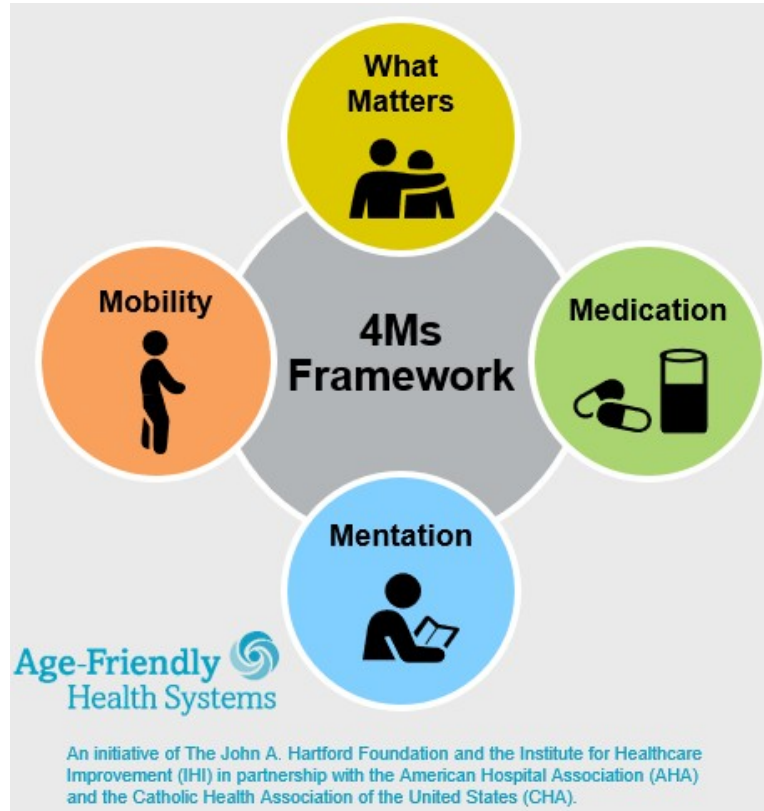 What
Matters
Mobility
4Ms
Framework
Medication
Mentation
Age-Friendly
Health Systems
An initiative of The John A. Hartford Foundation and the Institute for Healthcare
Improvement (IHI) in partnership with the American Hospital Association (AHA)
and the Catholic Health Association of the United States (CHA).